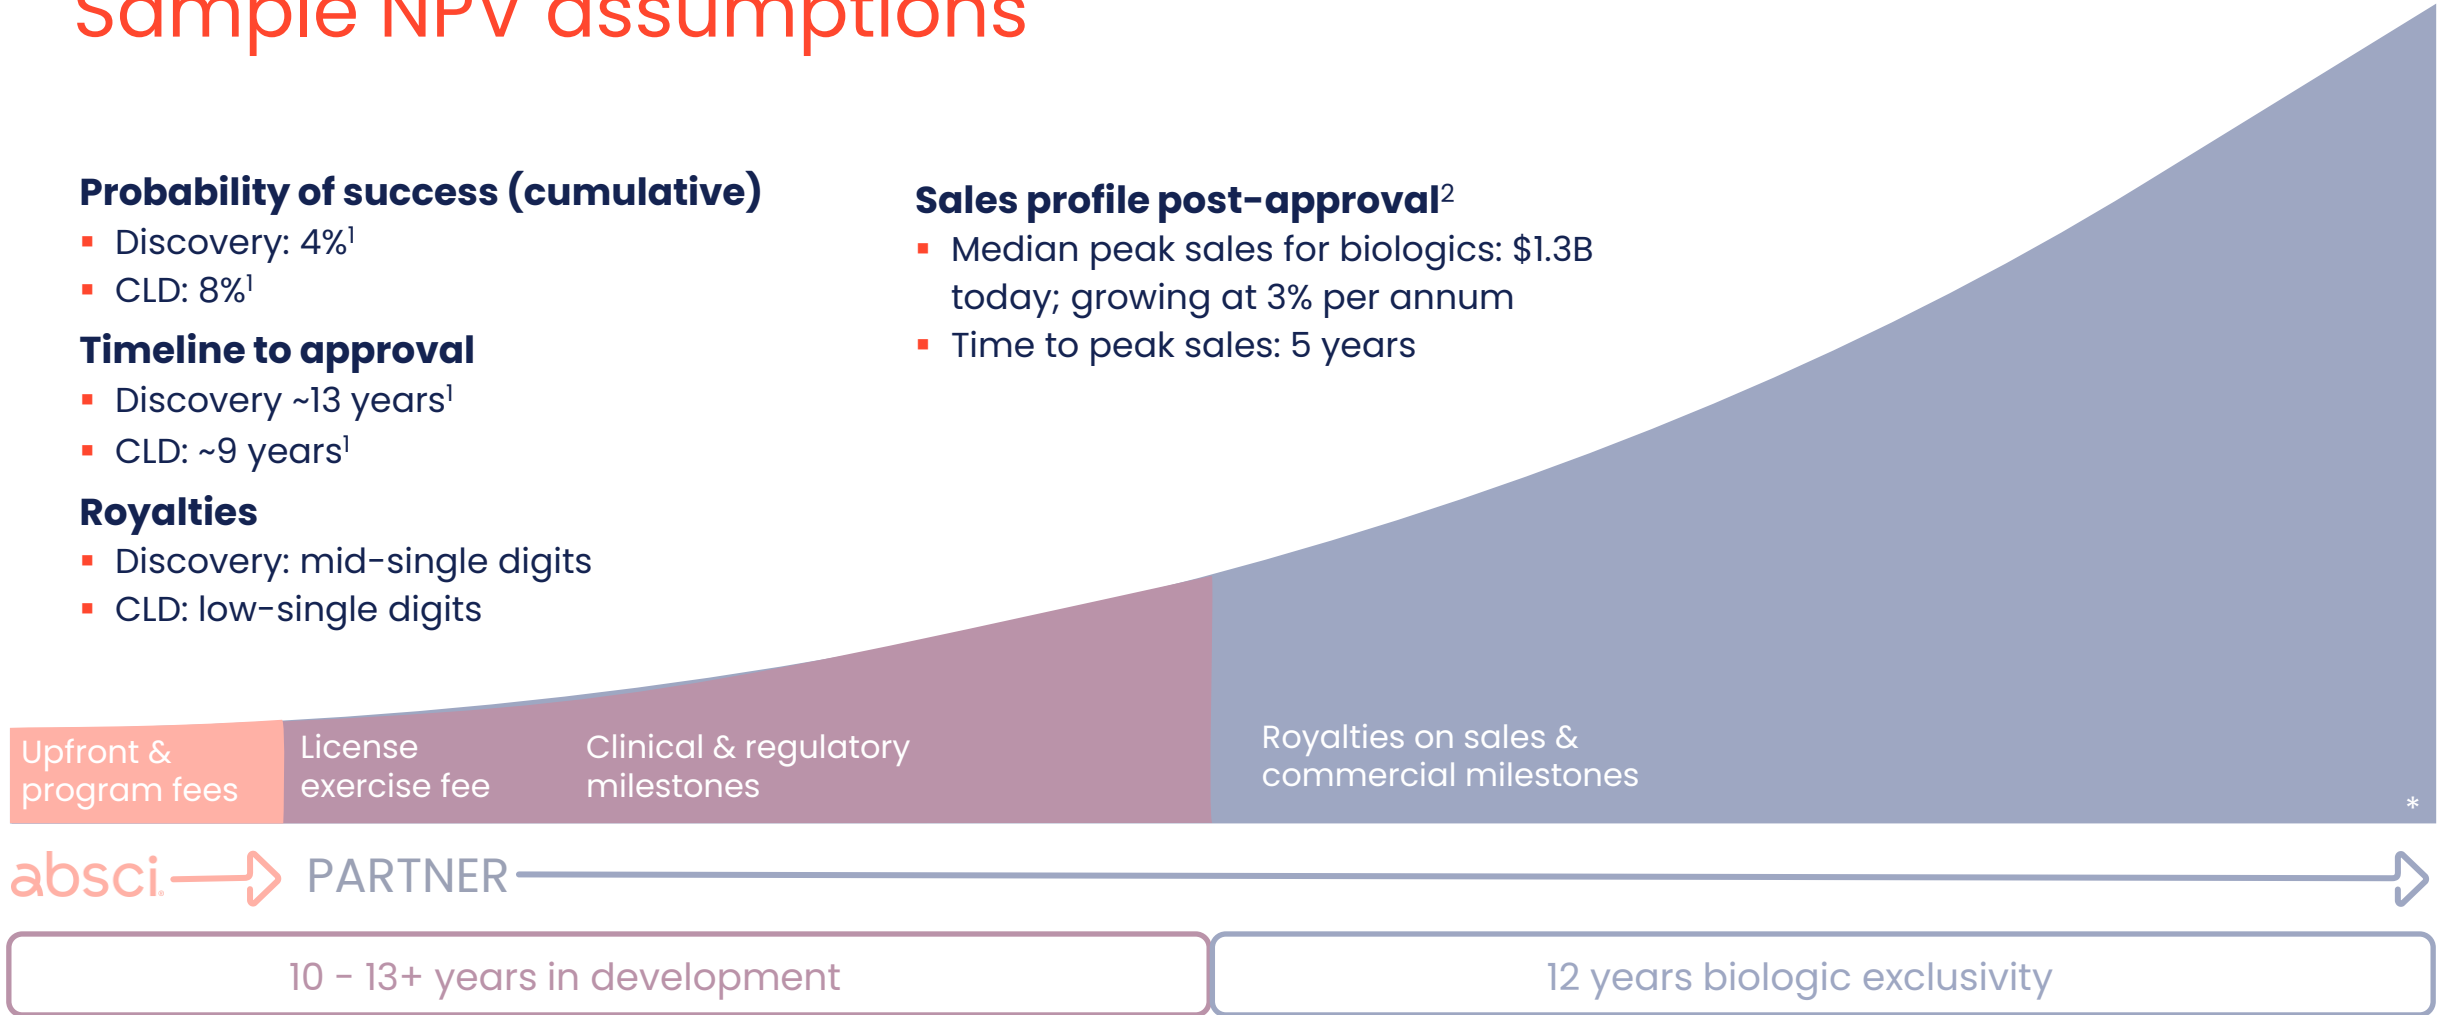 Sample NPV assumptions
Probability of success (cumulative)
▪ Discovery: 4%¹
▪ CLD: 8%¹
Timeline to approval
▪ Discovery ~13 years¹
▪ CLD: ~9 years¹
Royalties
▪ Discovery: mid-single digits
▪ CLD: low-single digits
Sales profile post-approval²
▪ Median peak sales for biologics: $1.3B
today; growing at 3% per annum
▪ Time to peak sales: 5 years
Upfront &
program fees
License
exercise fee
Clinical & regulatory
milestones
Royalties on sales &
commercial milestones
*
absci®
PARTNER
10 - 13+ years in development
12 years biologic exclusivity